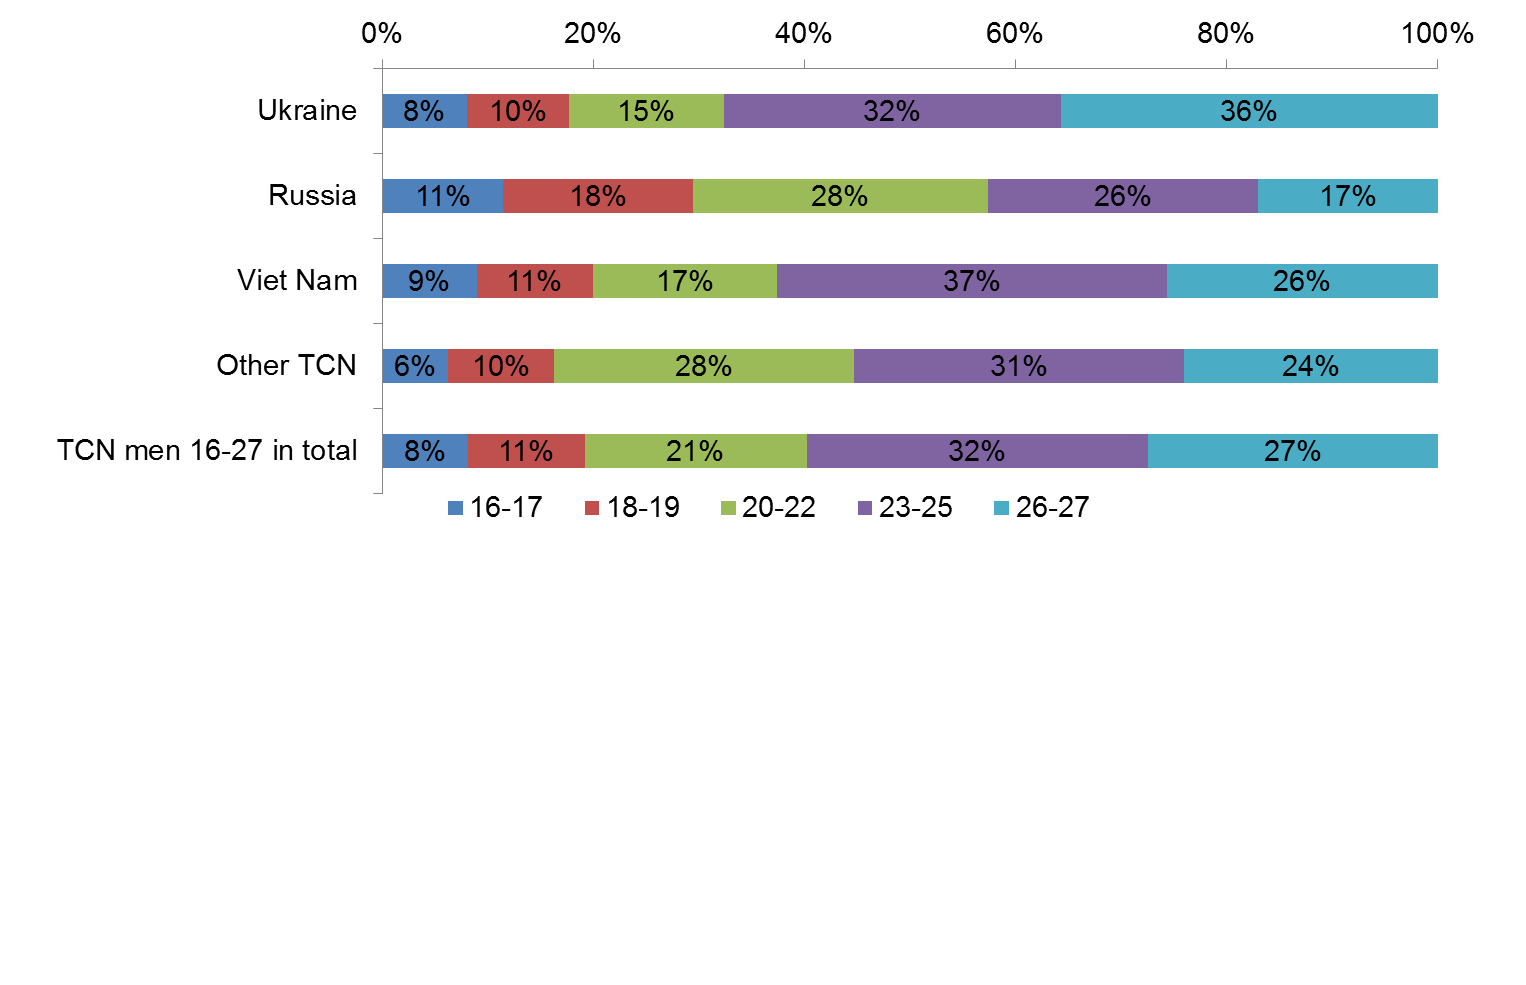 0% 20% 40% 60% 80% 100%
Ukraine 8% 10% 15% 32% 36%
Russia 11% 18% 28% 26% 17%
Viet Nam 9% 11% 17% 37% 26%
Other TCN 6% 10% 28% 31% 24%
TCN men 16-27 in total 8% 11% 21% 32% 27%
16-17 18-19 20-22 23-25 26-27